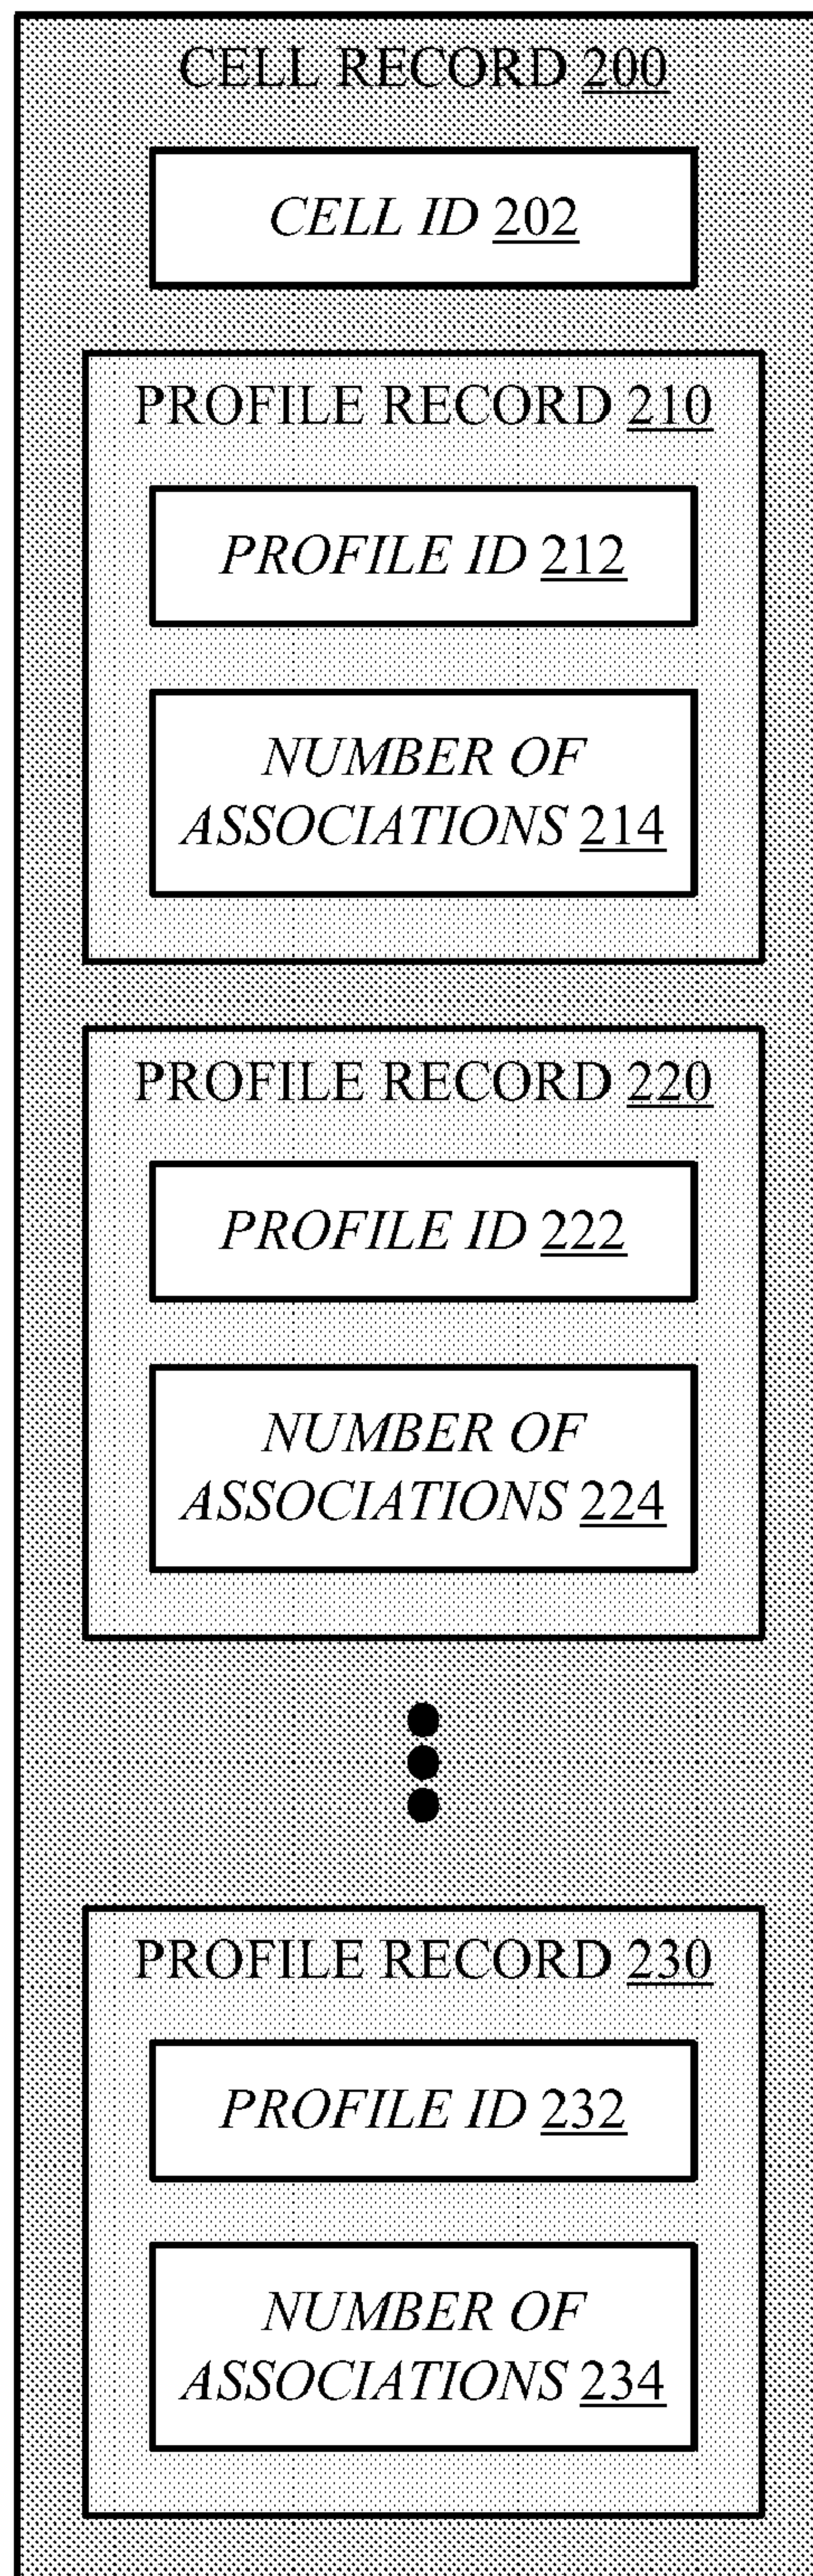 CELL RECORD 200
CELL ID 202
PROFILE RECORD 210
PROFILE ID 212
NUMBER OF
ASSOCIATIONS 214
PROFILE RECORD 220
PROFILE ID 222
NUMBER OF
ASSOCIATIONS 224
PROFILE RECORD 230
PROFILE ID 232
NUMBER OF
ASSOCIATIONS 234